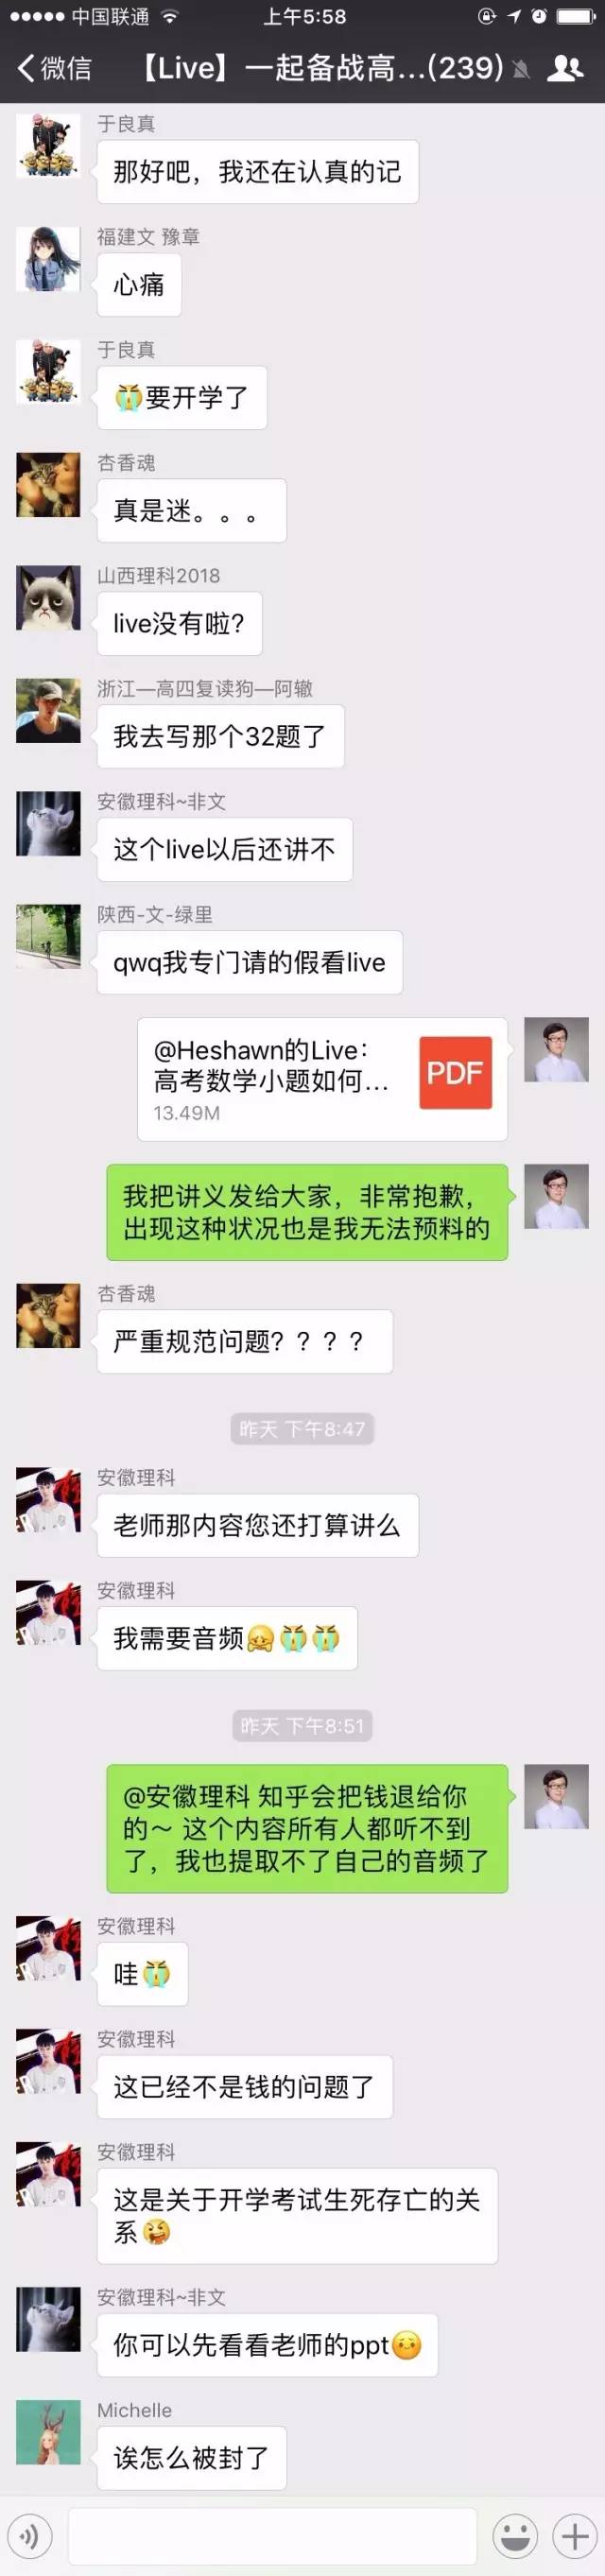 中国联通
上午5:58
微信
【Live】一起备战高...(239)
于良真
那好吧，我还在认真的记
福建文 豫章
心痛
于良真
😭要开学了
杏香魂
真是迷。。。
山西理科2018
live没有啦?
浙江—高四复读狗—阿辙
我去写那个32题了
安徽理科~非文
这个live以后还讲不
陕西-文-绿里
qwq我专门请的假看live
@Heshawn的Live：
高考数学小题如何...
PDF
13.49M
我把讲义发给大家，非常抱歉，
出现这种状况也是我无法预料的
杏香魂
严重规范问题？？？？
昨天 下午8:47
安徽理科
老师那内容您还打算讲么
安徽理科
我需要音频😖😭😭
昨天 下午8:51
@安徽理科 知乎会把钱退给你
的～ 这个内容所有人都听不到
了，我也提取不了自己的音频了
安徽理科
哇😭
安徽理科
这已经不是钱的问题了
安徽理科
这是关于开学考试生死存亡的关
系🤬
安徽理科~非文
你可以先看看老师的ppt☺
Michelle
诶怎么被封了